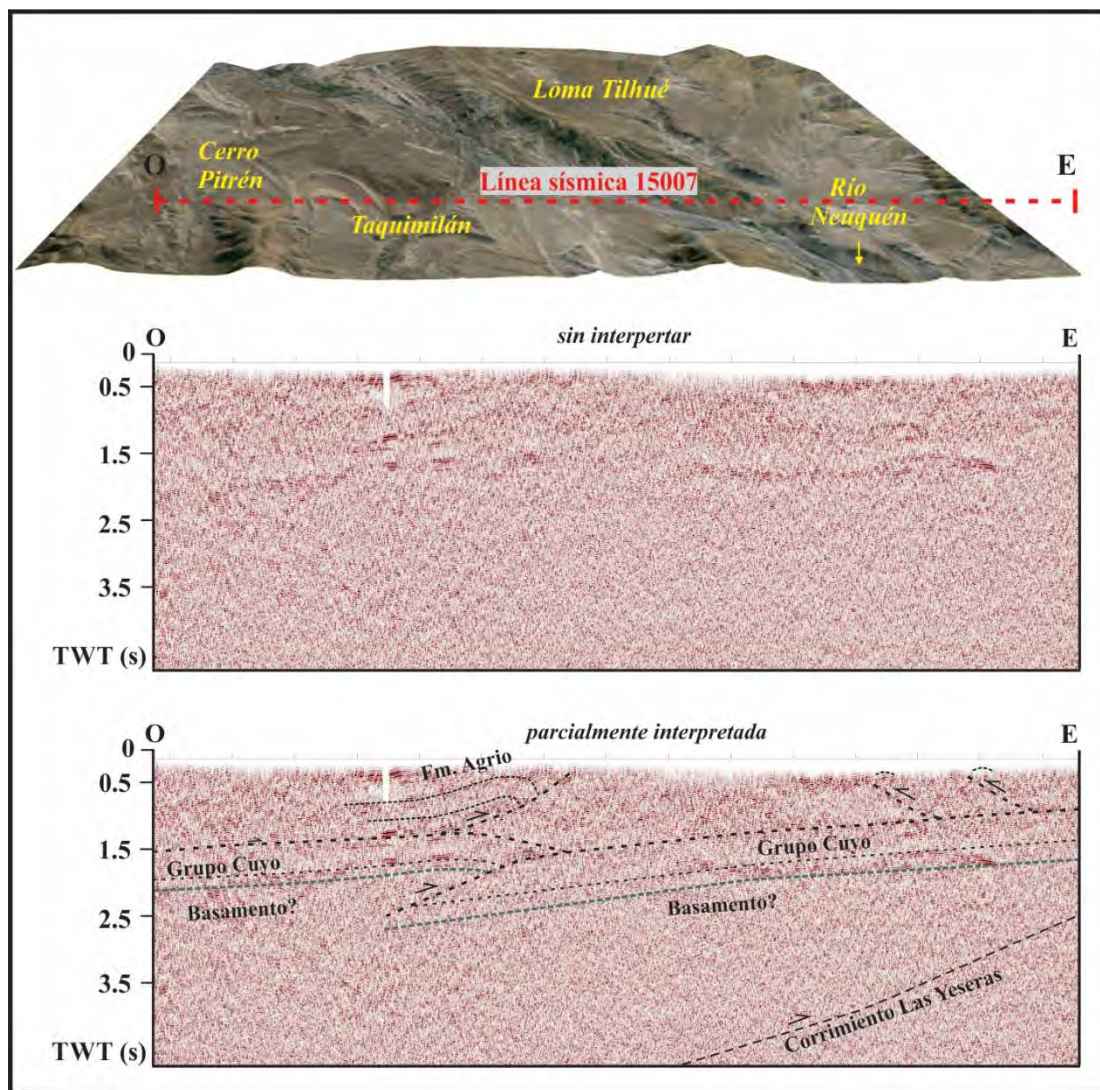 Loma Tilhué
Cerro
Pitrén
O
E
Línea sísmica 15007
Río
Neuquén
Taquimilán
O
sin interpertar
E
0
0.5
1.5
2.5
3.5
TWT (s)
O
parcialmente interpretada
E
0
Fm. Agrio
0.5
1.5
Grupo Cuyo
Grupo Cuyo
Basamento?
Basamento?
2.5
3.5
Corrimiento Las Yeseras
TWT (s)